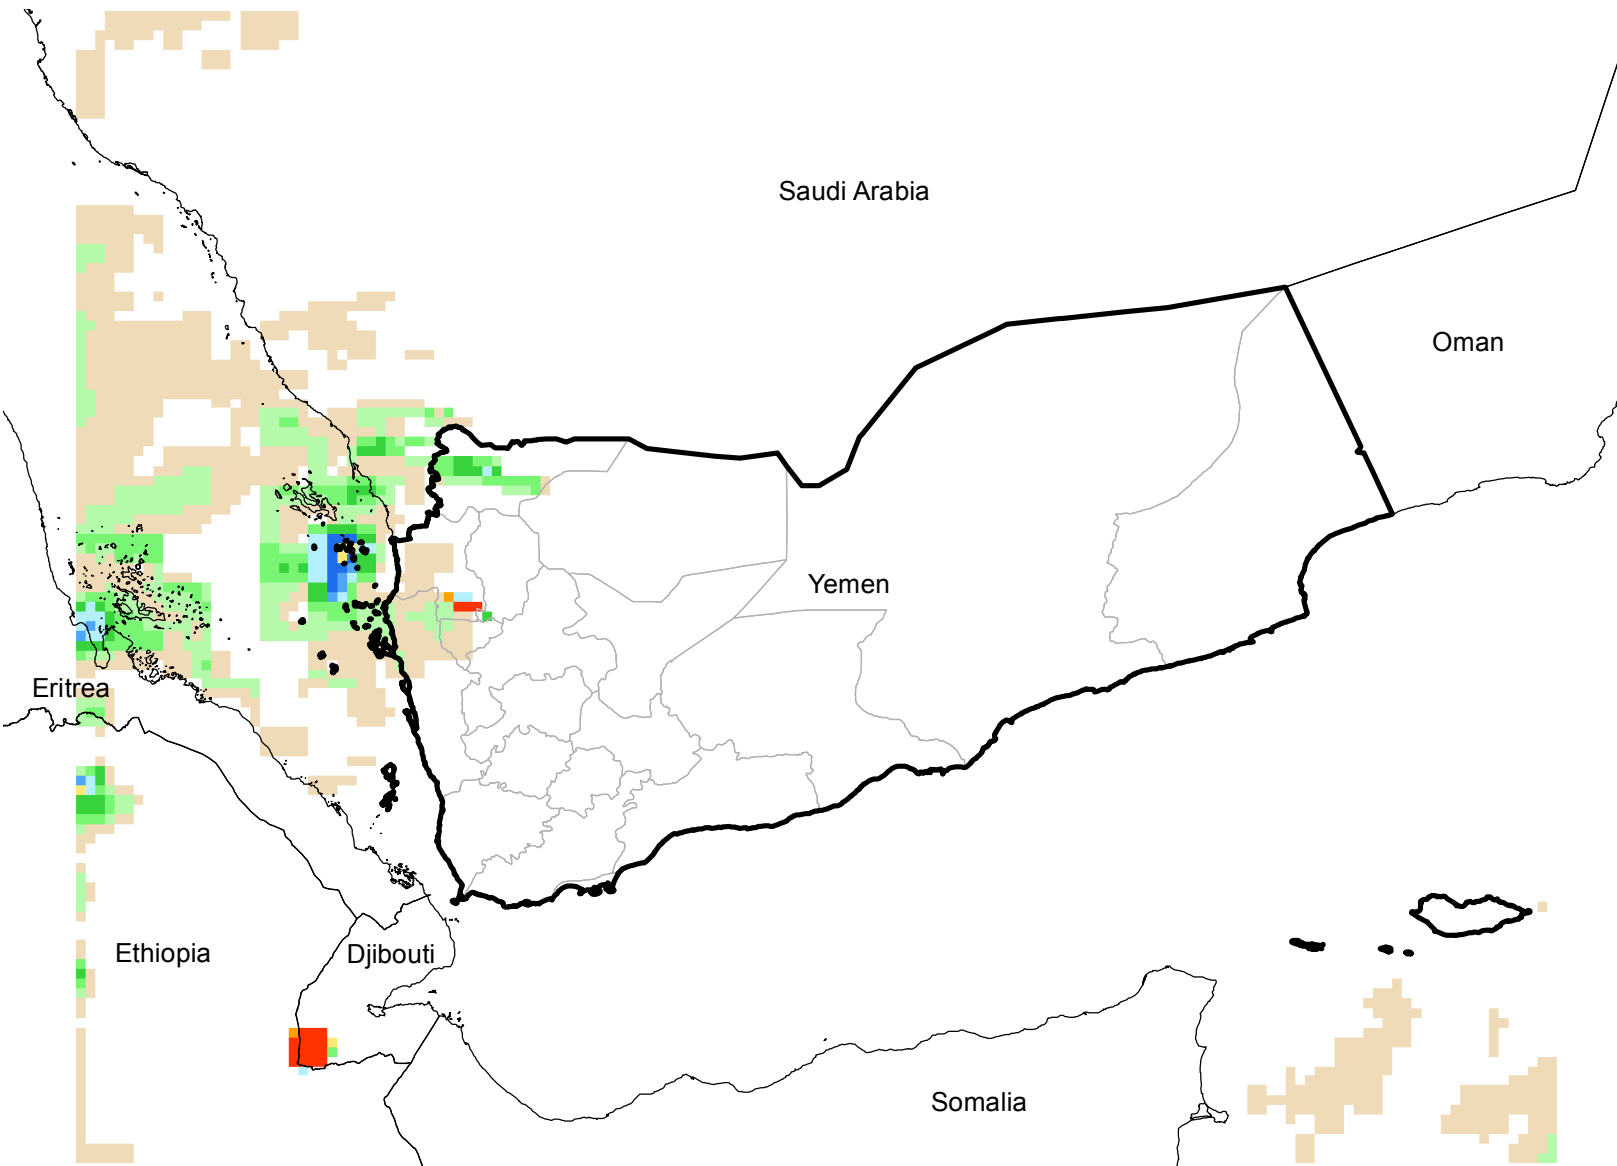 Saudi Arabia
Oman
Yemen
Eritrea
Ethiopia
Djibouti
Somalia